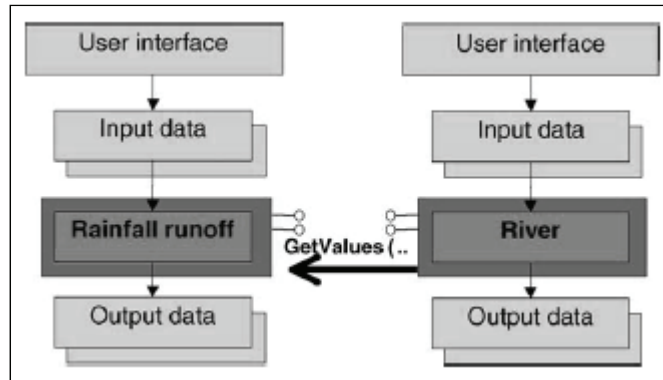 User interface
User interface
Input data
Input data
Rainfall runoff
River
GetValues (..
Output data
Output data